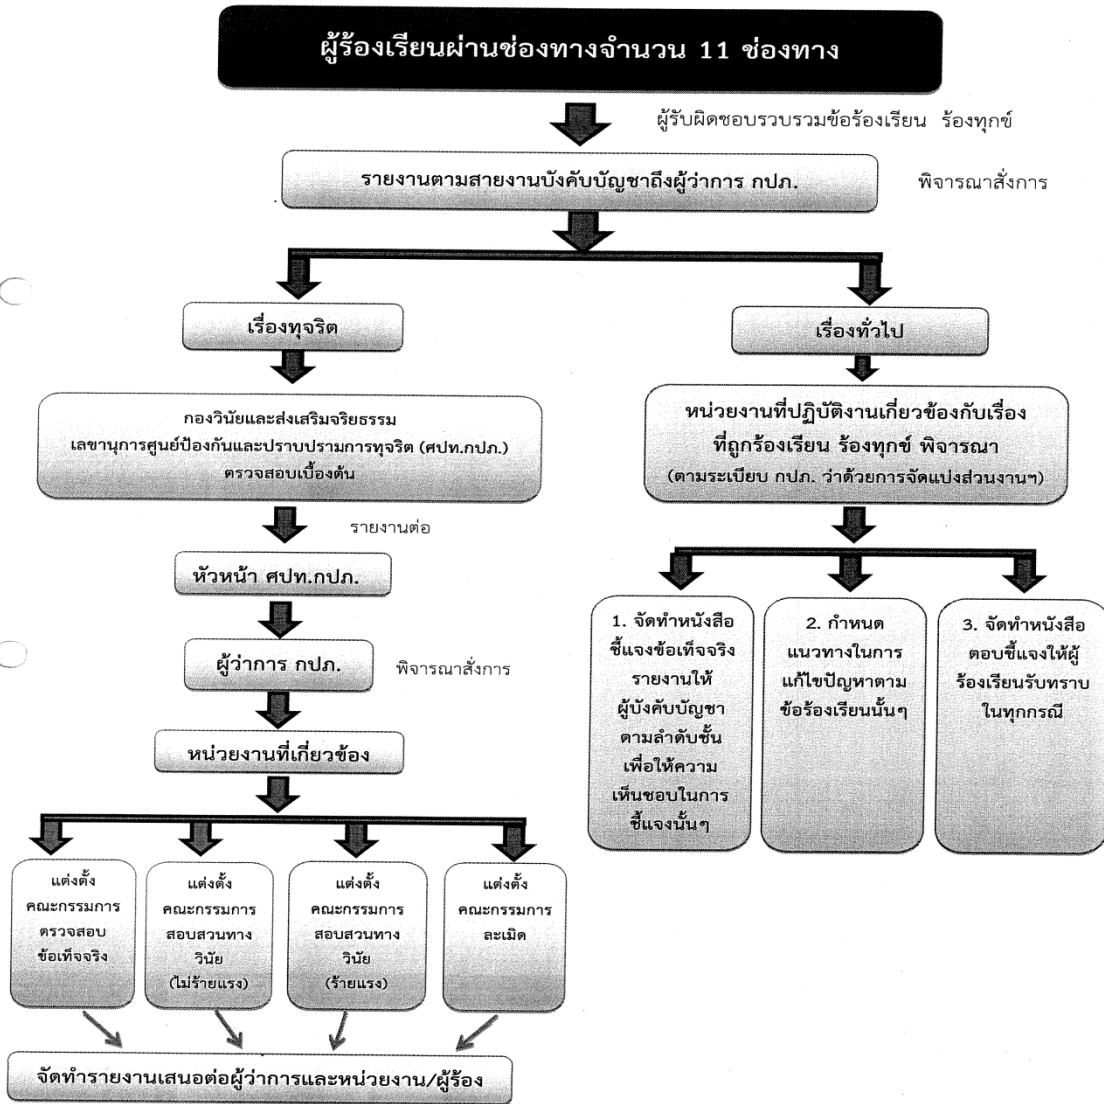 ผู้ร้องเรียนผ่านช่องทางจำนวน 11 ช่องทาง
ผู้รับผิดชอบรวบรวมข้อร้องเรียน ร้องทุกข์
รายงานตามสายงานบังคับบัญชาถึงผู้ว่าการ กปภ.
พิจารณาสั่งการ
เรื่องทุจริต
กองวินัยและส่งเสริมจริยธรรม
เลขานุการศูนย์ป้องกันและปราบปรามการทุจริต (ศปท.กปภ.)
ตรวจสอบเบื้องต้น
รายงานต่อ
หัวหน้า ศปท.กปภ.
ผู้ว่าการ กปภ.
พิจารณาสั่งการ
หน่วยงานที่เกี่ยวข้อง
แต่งตั้ง
คณะกรรมการ
ตรวจสอบ
ข้อเท็จจริง
แต่งตั้ง
คณะกรรมการ
สอบสวนทาง
วินัย
(ไม่ร้ายแรง)
แต่งตั้ง
คณะกรรมการ
สอบสวนทาง
วินัย
(ร้ายแรง)
แต่งตั้ง
คณะกรรมการ
ละเมิด
จัดทำรายงานเสนอต่อผู้ว่าการและหน่วยงาน/ผู้ร้อง
เรื่องทั่วไป
หน่วยงานที่ปฏิบัติงานเกี่ยวข้องกับเรื่อง
ที่ถูกร้องเรียน ร้องทุกข์ พิจารณา
(ตามระเบียบ กปภ. ว่าด้วยการจัดแบ่งส่วนงานฯ)
1. จัดทำหนังสือ
ชี้แจงข้อเท็จจริง
รายงานให้
ผู้บังคับบัญชา
ตามลำดับชั้น
เพื่อให้ความ
เห็นชอบในการ
ชี้แจงนั้นๆ
2. กำหนด
แนวทางในการ
แก้ไขปัญหาตาม
ข้อร้องเรียนนั้นๆ
3. จัดทำหนังสือ
ตอบชี้แจงให้ผู้
ร้องเรียนรับทราบ
ในทุกกรณี